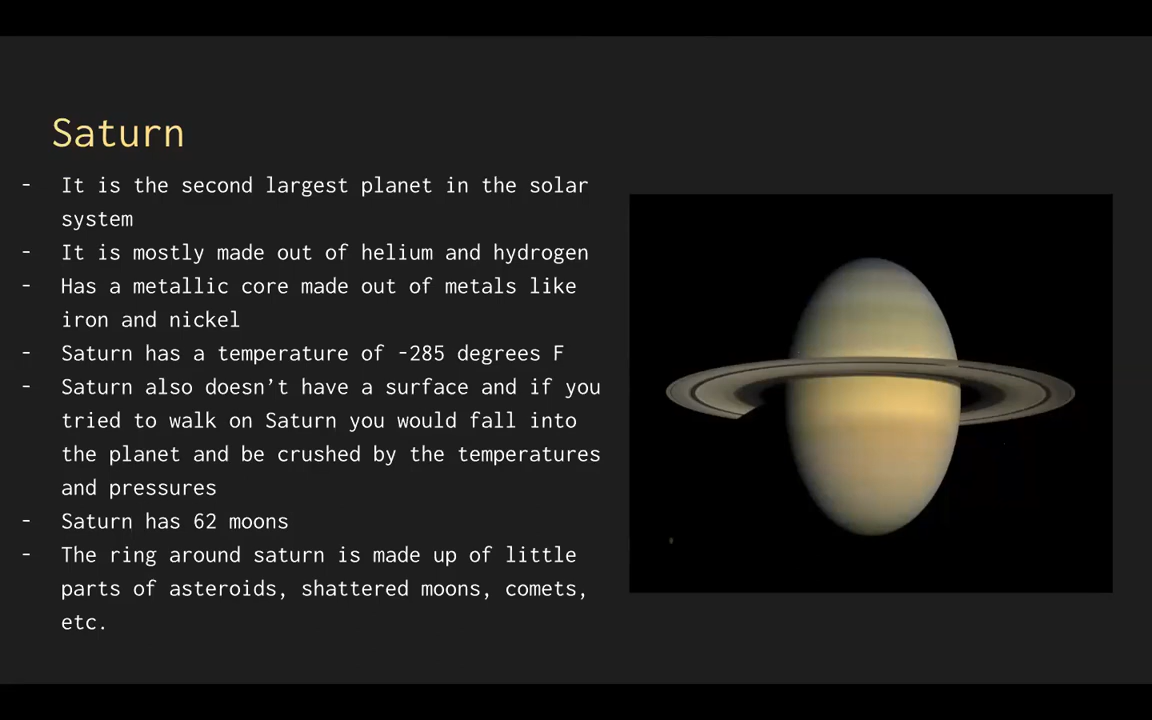 Saturn
- It is the second largest planet in the solar
system
- It is mostly made out of helium and hydrogen
- Has a metallic core made out of metals like
iron and nickel
- Saturn has a temperature of -285 degrees F
- Saturn also doesn’t have a surface and if you
tried to walk on Saturn you would fall into
the planet and be crushed by the temperatures
and pressures
- Saturn has 62 moons
- The ring around saturn is made up of little
parts of asteroids, shattered moons, comets,
etc.